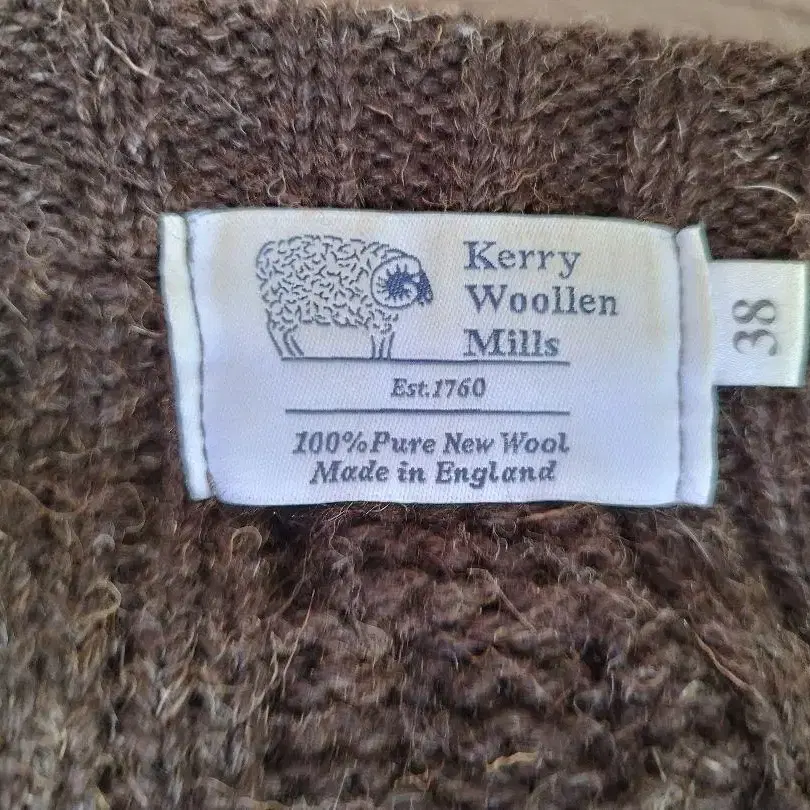 Kerry
Woollen
Mills
Est.1760
100% Pure New Wool
Made in England
38